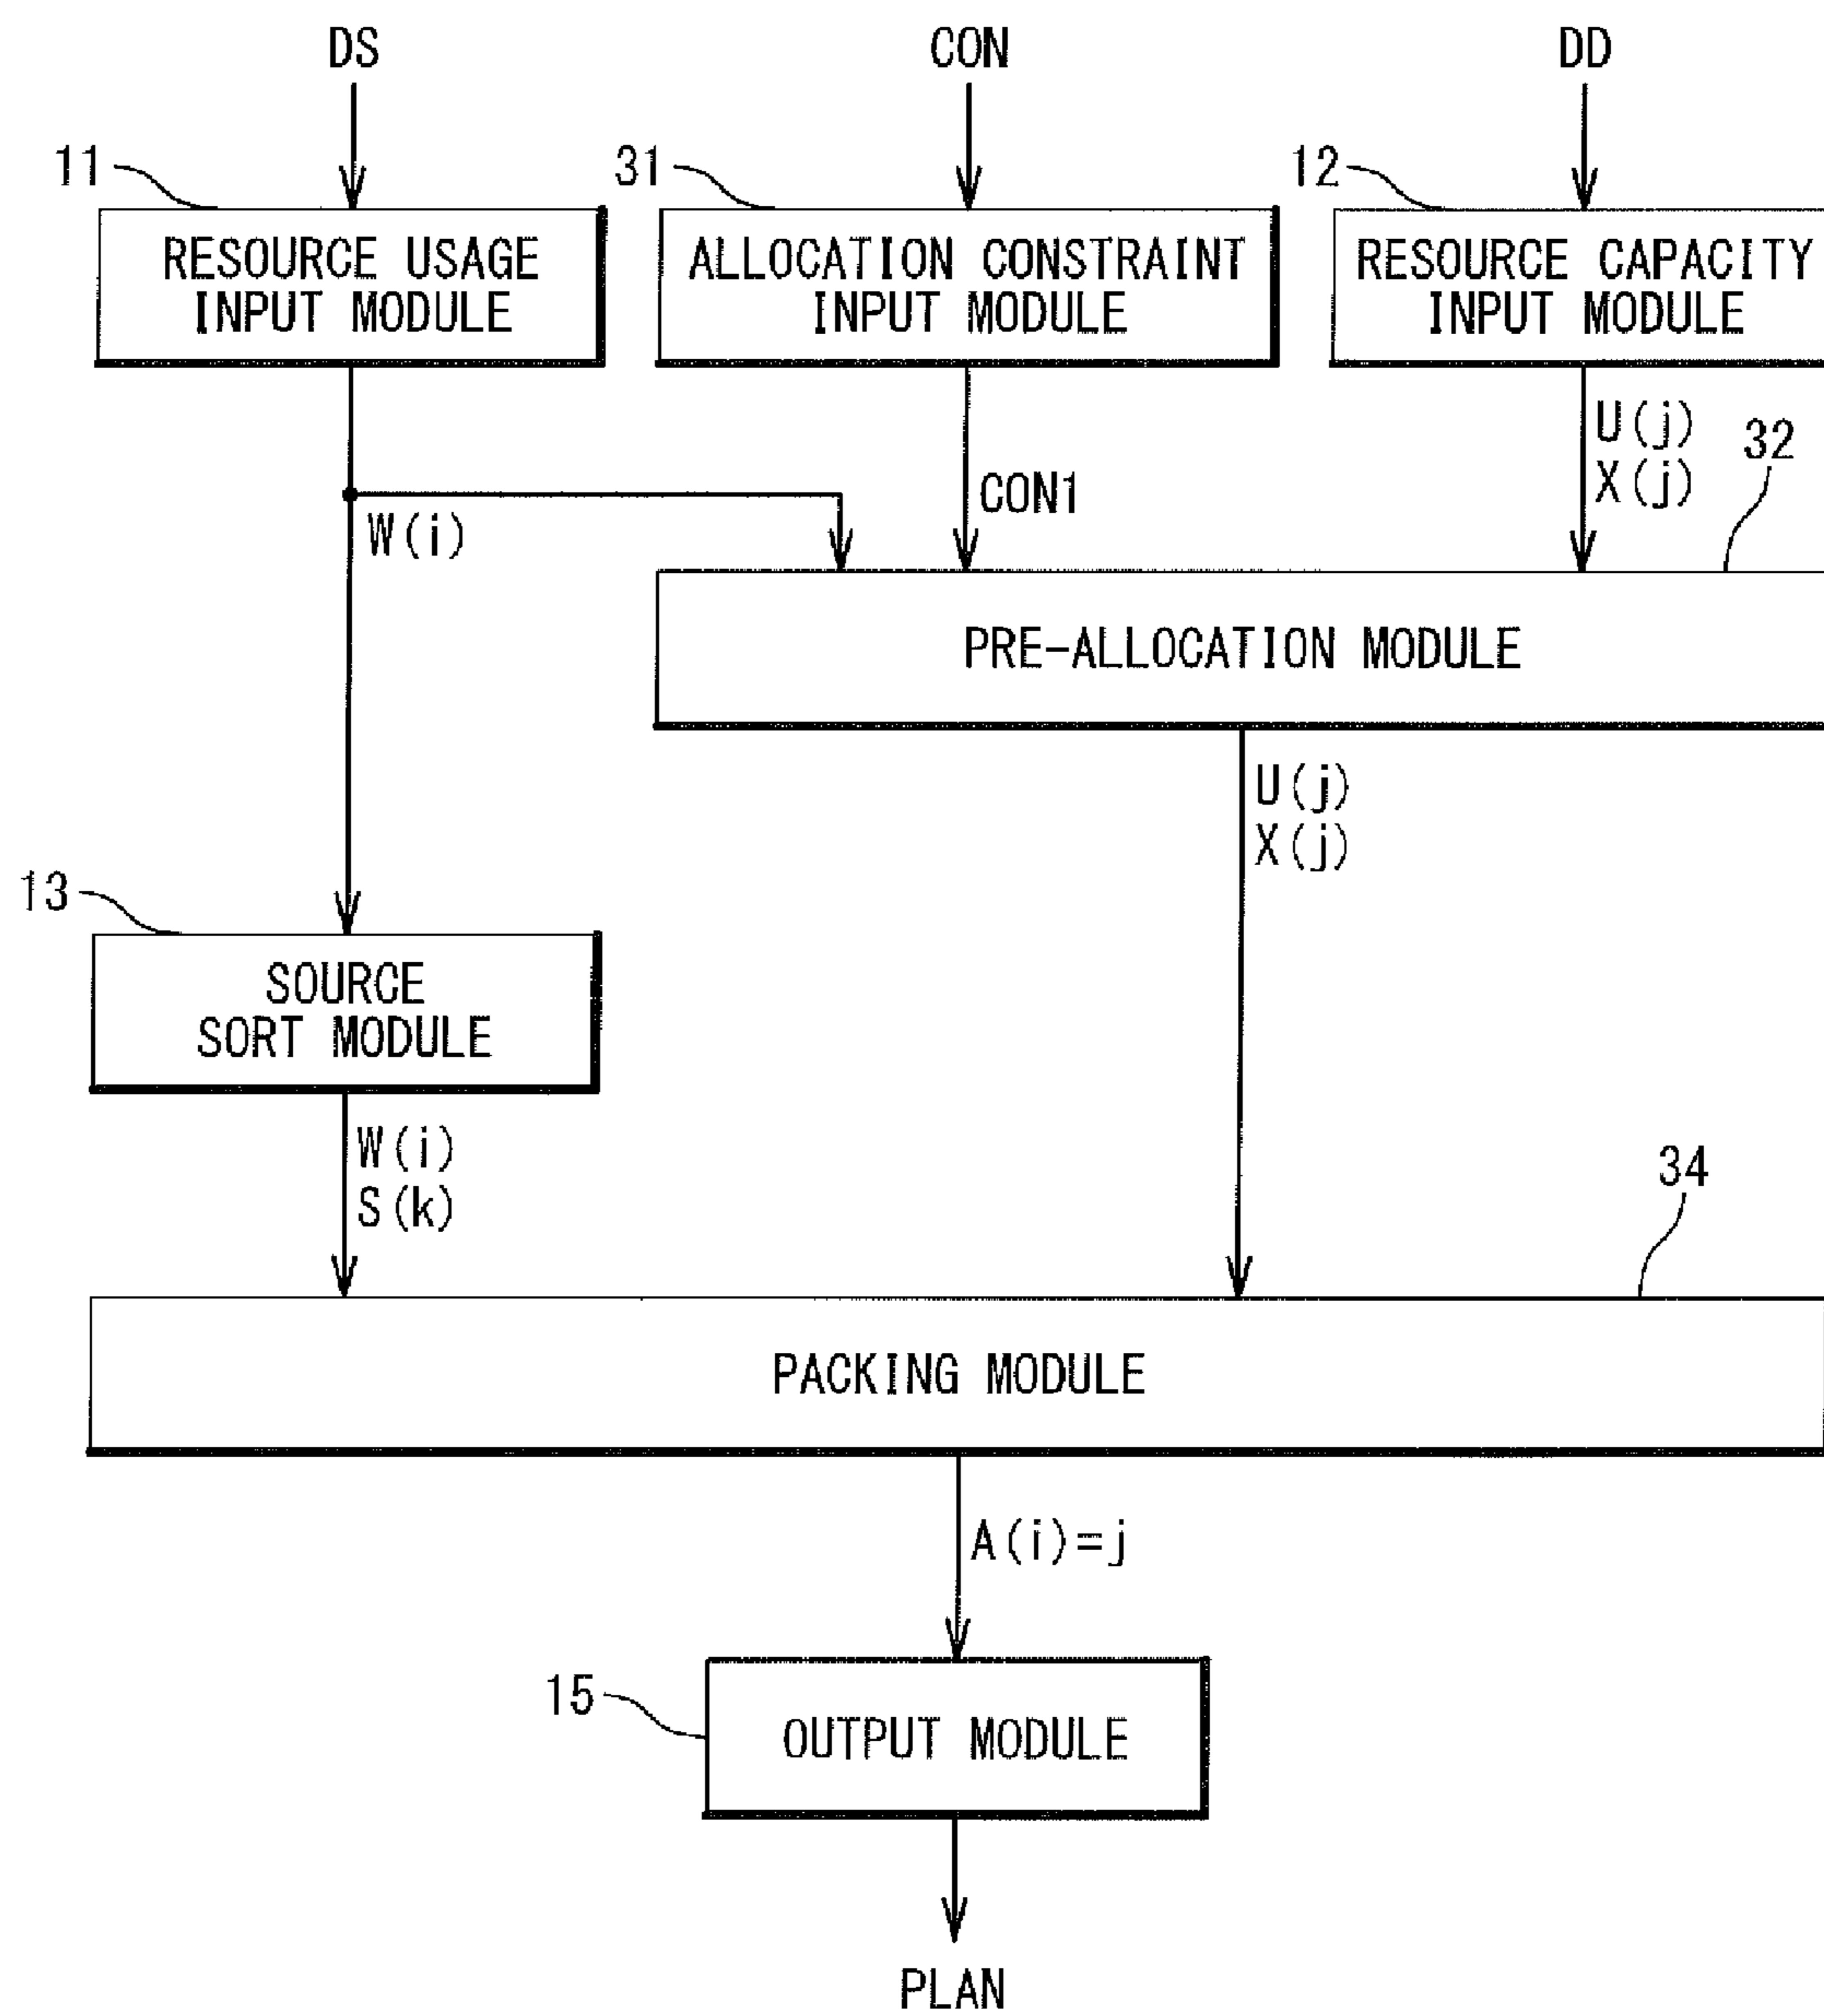 DS
CON
DD
11
31
12
RESOURCE USAGE
INPUT MODULE
ALLOCATION CONSTRAINT
INPUT MODULE
RESOURCE CAPACITY
INPUT MODULE
U(j)
X(j)
32
W(i)
CON1
PRE-ALLOCATION MODULE
U(j)
X(j)
13
SOURCE
SORT MODULE
W(i)
S(k)
34
PACKING MODULE
A(i)=j
15
OUTPUT MODULE
PLAN